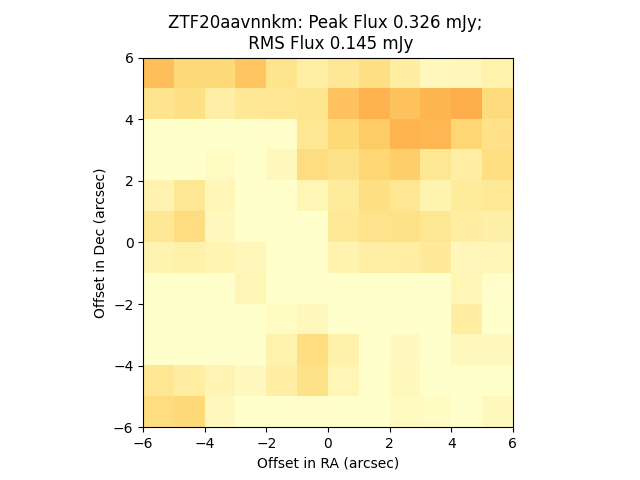 ZTF20aavnnkm: Peak Flux 0.326 mJy;
RMS Flux 0.145 mJy
6
4
2
0
−2
−4
−6
Offset in Dec (arcsec)
−6 −4 −2 0 2 4 6
Offset in RA (arcsec)